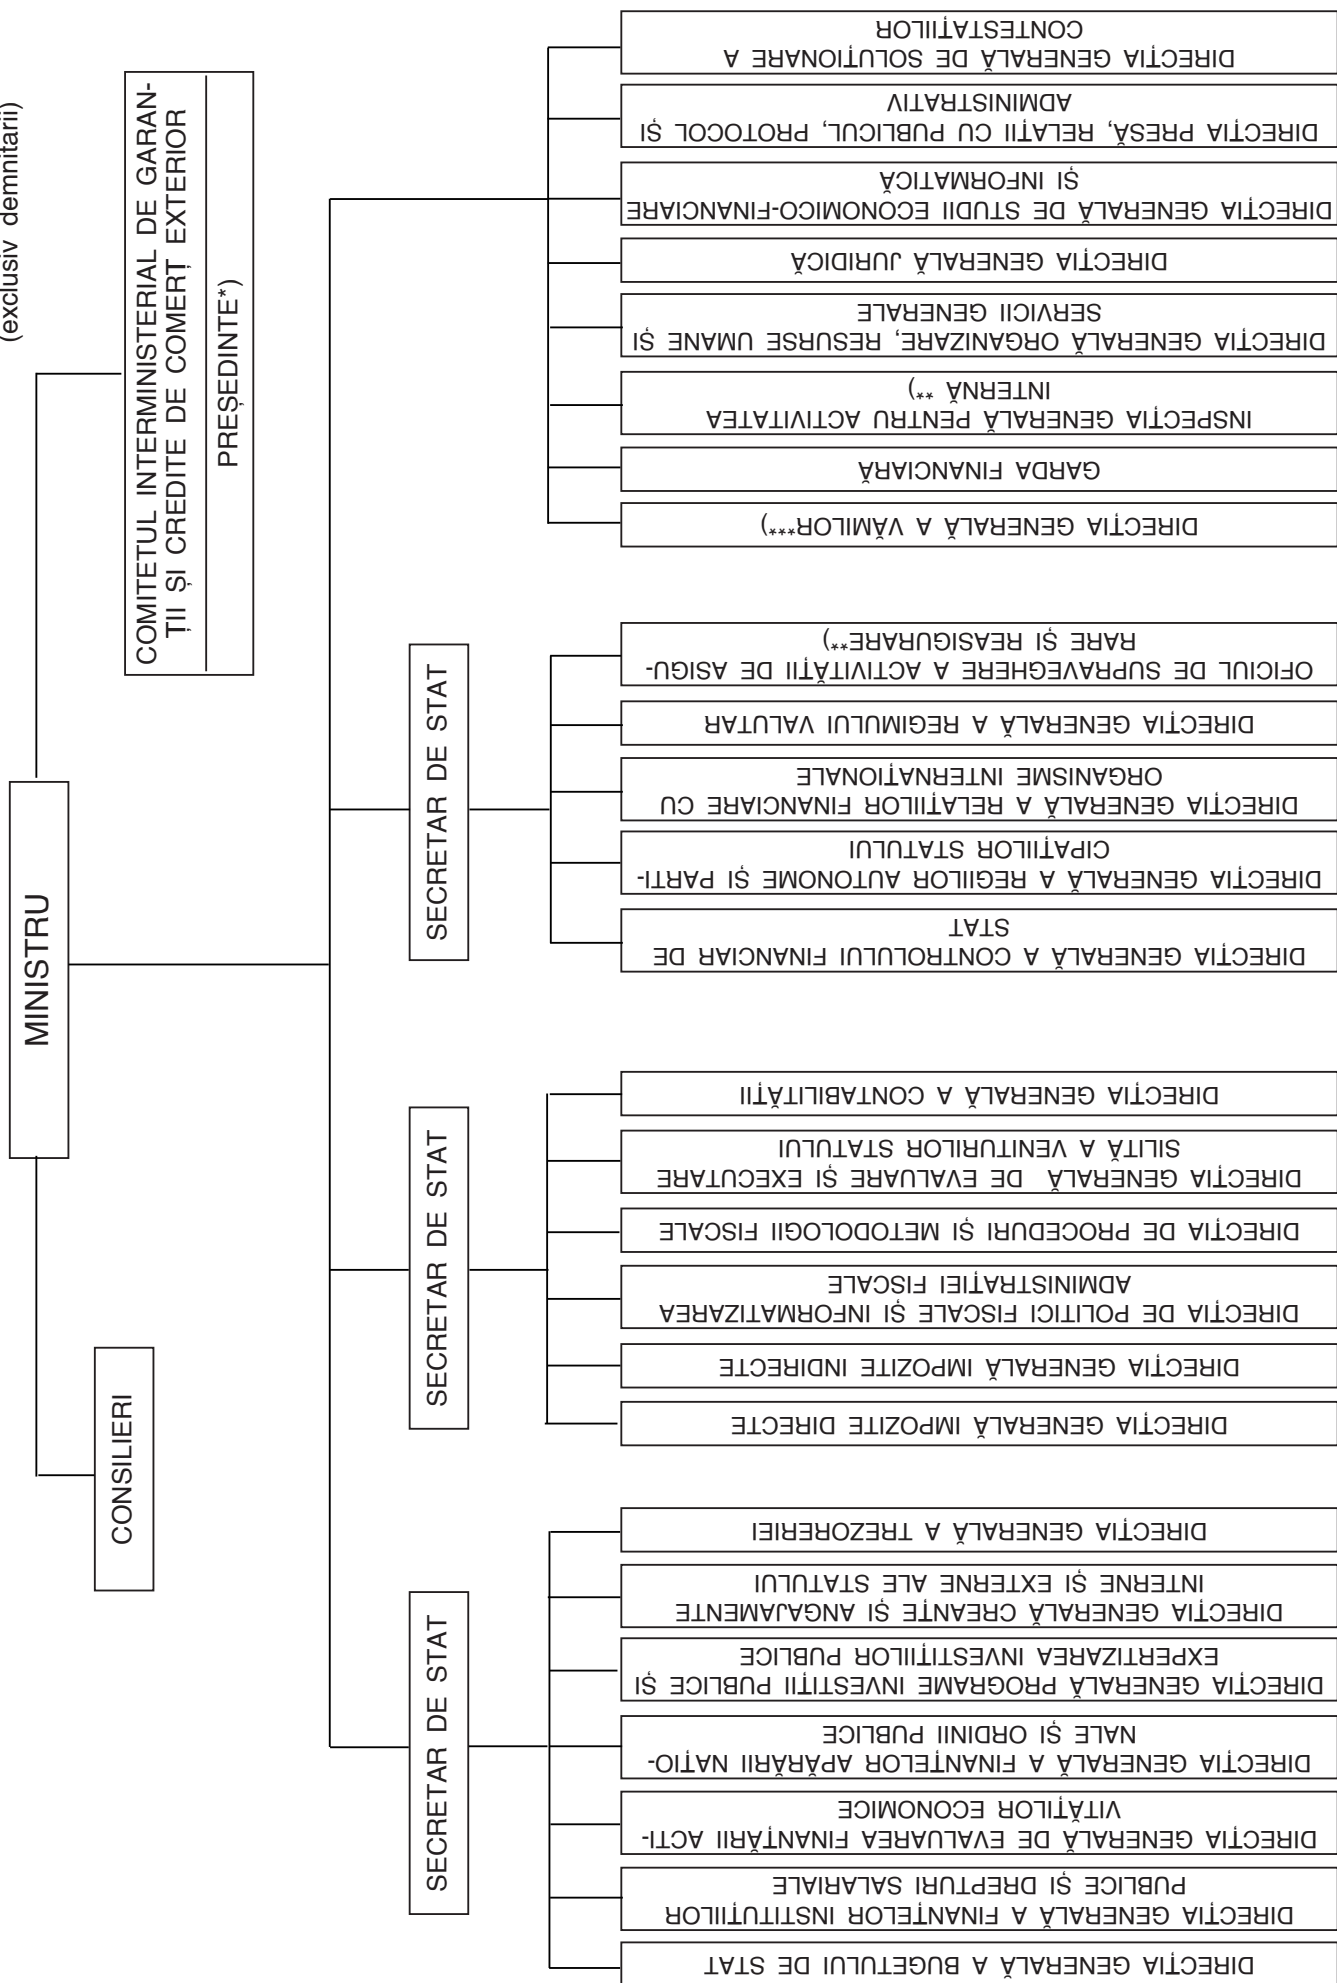 (exclusiv demnitarii)
MINISTRU
CONSILIERI
COMITETUL INTERMINISTERIAL DE GARAN-
ȚII ȘI CREDITE DE COMERȚ EXTERIOR
PREȘEDINTE*)
SECRETAR DE STAT
SECRETAR DE STAT
SECRETAR DE STAT
DIRECȚIA GENERALĂ A BUGETULUI DE STAT
DIRECȚIA GENERALĂ A FINANȚELOR INSTITUȚIILOR
PUBLICE ȘI DREPTURI SALARIALE
DIRECȚIA GENERALĂ DE EVALUAREA FINANȚĂRII ACTI-
VITĂȚILOR ECONOMICE
DIRECȚIA GENERALĂ A FINANȚELOR APĂRĂRII NAȚIO-
NALE ȘI ORDINII PUBLICE
DIRECȚIA GENERALĂ PROGRAME INVESTIȚII PUBLICE ȘI
EXPERTIZAREA INVESTIȚIILOR PUBLICE
DIRECȚIA GENERALĂ CREANȚE ȘI ANGAJAMENTE
INTERNE ȘI EXTERNE ALE STATULUI
DIRECȚIA GENERALĂ A TREZORERIEI
DIRECȚIA GENERALĂ IMPOZITE DIRECTE
DIRECȚIA GENERALĂ IMPOZITE INDIRECTE
DIRECȚIA DE POLITICI FISCALE ȘI INFORMATIZAREA
ADMINISTRAȚIEI FISCALE
DIRECȚIA DE PROCEDURI ȘI METODOLOGII FISCALE
DIRECȚIA GENERALĂ DE EVALUARE ȘI EXECUTARE
SILITĂ A VENITURILOR STATULUI
DIRECȚIA GENERALĂ A CONTABILITĂȚII
DIRECȚIA GENERALĂ A CONTROLULUI FINANCIAR DE
STAT
DIRECȚIA GENERALĂ A REGIILOR AUTONOME ȘI PARTI-
CIPAȚIILOR STATULUI
DIRECȚIA GENERALĂ A RELAȚIILOR FINANCIARE CU
ORGANISME INTERNAȚIONALE
DIRECȚIA GENERALĂ A REGIMULUI VALUTAR
OFICIUL DE SUPRAVEGHERE A ACTIVITĂȚII DE ASIGU-
RARE ȘI REASIGURARE**)
DIRECȚIA GENERALĂ A VĂMILOR***)
GARDA FINANCIARĂ
INSPECȚIA GENERALĂ PENTRU ACTIVITATEA
INTERNĂ **)
DIRECȚIA GENERALĂ ORGANIZARE, RESURSE UMANE ȘI
SERVICII GENERALE
DIRECȚIA GENERALĂ JURIDICĂ
DIRECȚIA GENERALĂ DE STUDII ECONOMICO-FINANCIARE
ȘI INFORMATICĂ
DIRECȚIA PRESĂ, RELAȚII CU PUBLICUL, PROTOCOL ȘI
ADMINISTRATIV
DIRECȚIA GENERALĂ DE SOLUȚIONARE A
CONTESTAȚIILOR